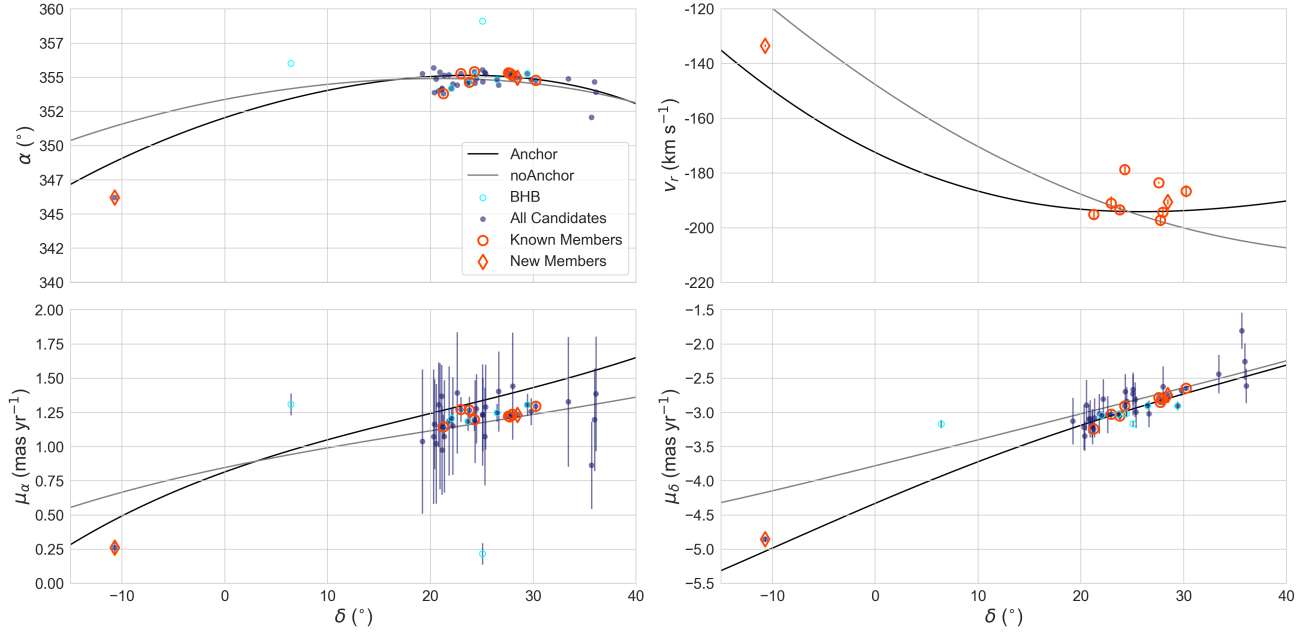 360
357
355
352
350
347
345
342
340
α (°)
Anchor
noAnchor
BHB
All Candidates
Known Members
New Members
−120
−140
−160
−180
−200
−220
v_r (km s⁻¹)
2.00
1.75
1.50
1.25
1.00
0.75
0.50
0.25
0.00
μ_α (mas yr⁻¹)
−10 0 10 20 30 40
δ (°)
−1.5
−2.0
−2.5
−3.0
−3.5
−4.0
−4.5
−5.0
−5.5
μ_δ (mas yr⁻¹)
−10 0 10 20 30 40
δ (°)